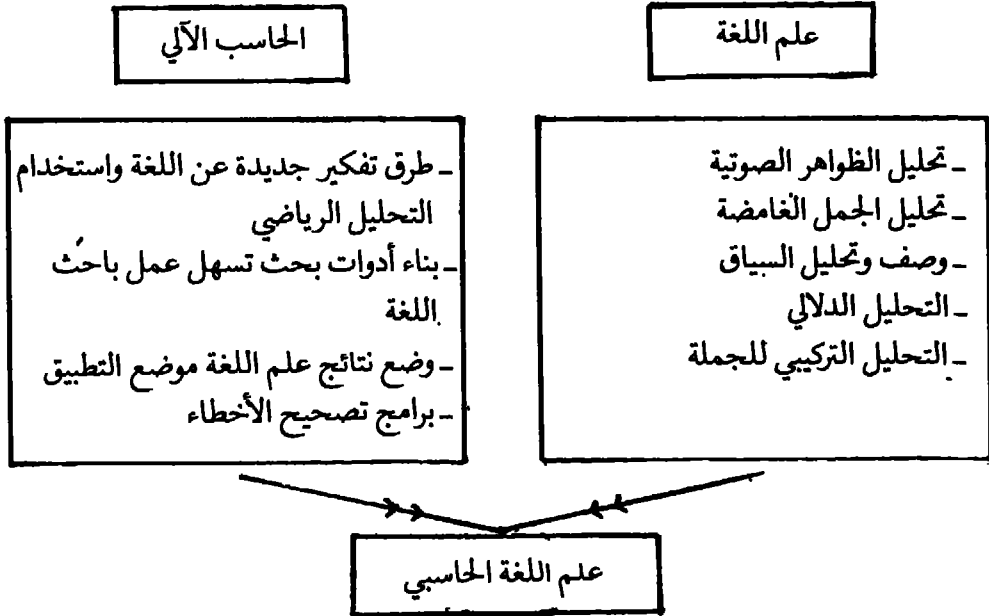 علم اللغة
ـ تحليل الظواهر الصوتية
ـ تحليل الجمل الغامضة
ـ وصف وتحليل السياق
ـ التحليل الدلالي
ـ التحليل التركيبي للجملة
الحاسب الآلي
ـ طرق تفكير جديدة عن اللغة واستخدام
التحليل الرياضي
ـ بناء أدوات بحث تسهل عمل باحث
اللغة
ـ وضع نتائج علم اللغة موضع التطبيق
ـ برامج تصحيح الأخطاء
علم اللغة الحاسبي